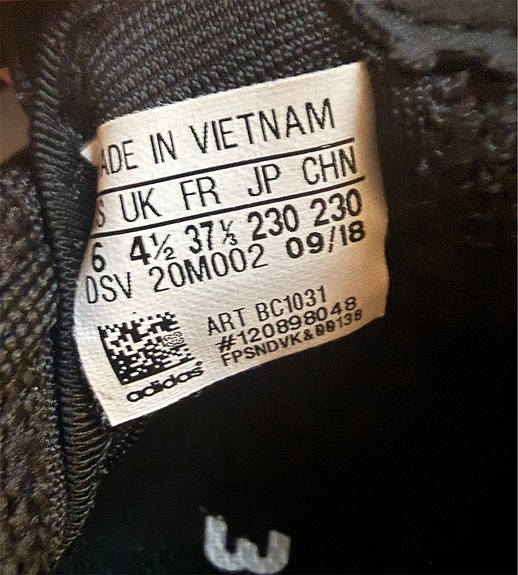 ADE IN VIETNAM
S UK FR JP CHN
6 4½ 37⅓ 230 230
DSV 20M002 09/18
ART BC1031
#120898048
FPSNDVK&00138
adidas